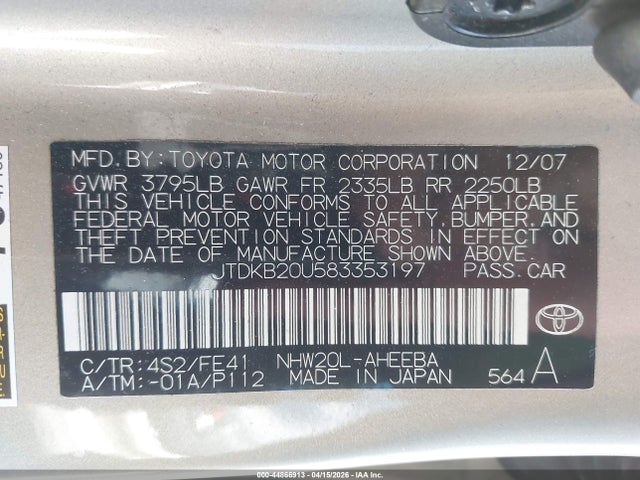 MFD.BY:TOYOTA MOTOR CORPORATION 12/07
GVWR 3795LB GAWR FR 2335LB RR 2250LB
THIS VEHICLE CONFORMS TO ALL APPLICABLE
FEDERAL MOTOR VEHICLE SAFETY, BUMPER, AND
THEFT PREVENTION STANDARDS IN EFFECT ON
THE DATE OF MANUFACTURE SHOWN ABOVE.
JTDKB20U583353197 PASS.CAR
C/TR:4S2/FE41 NHW20L-AHEEBA
A/TM:-01A/P112 MADE IN JAPAN 564 A
000-44866913 - 04/15/2026 - IAA Inc.